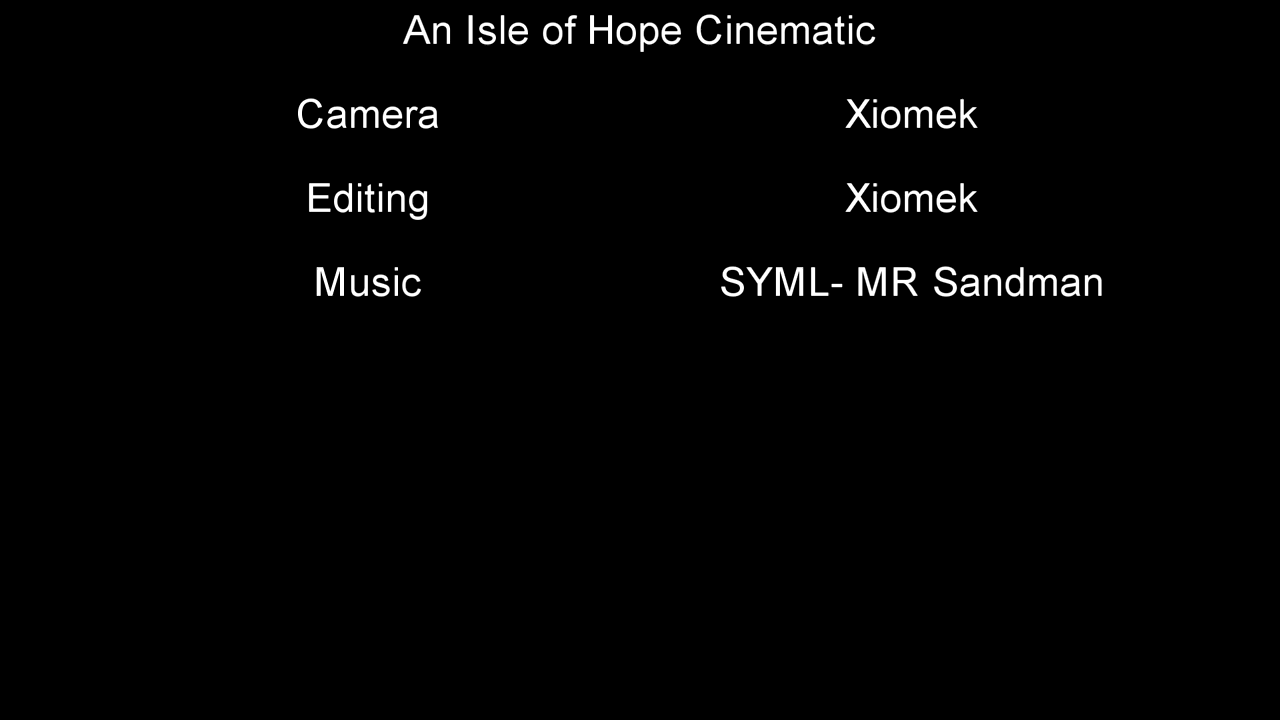 An Isle of Hope Cinematic
Camera Xiomek
Editing Xiomek
Music SYML- MR Sandman